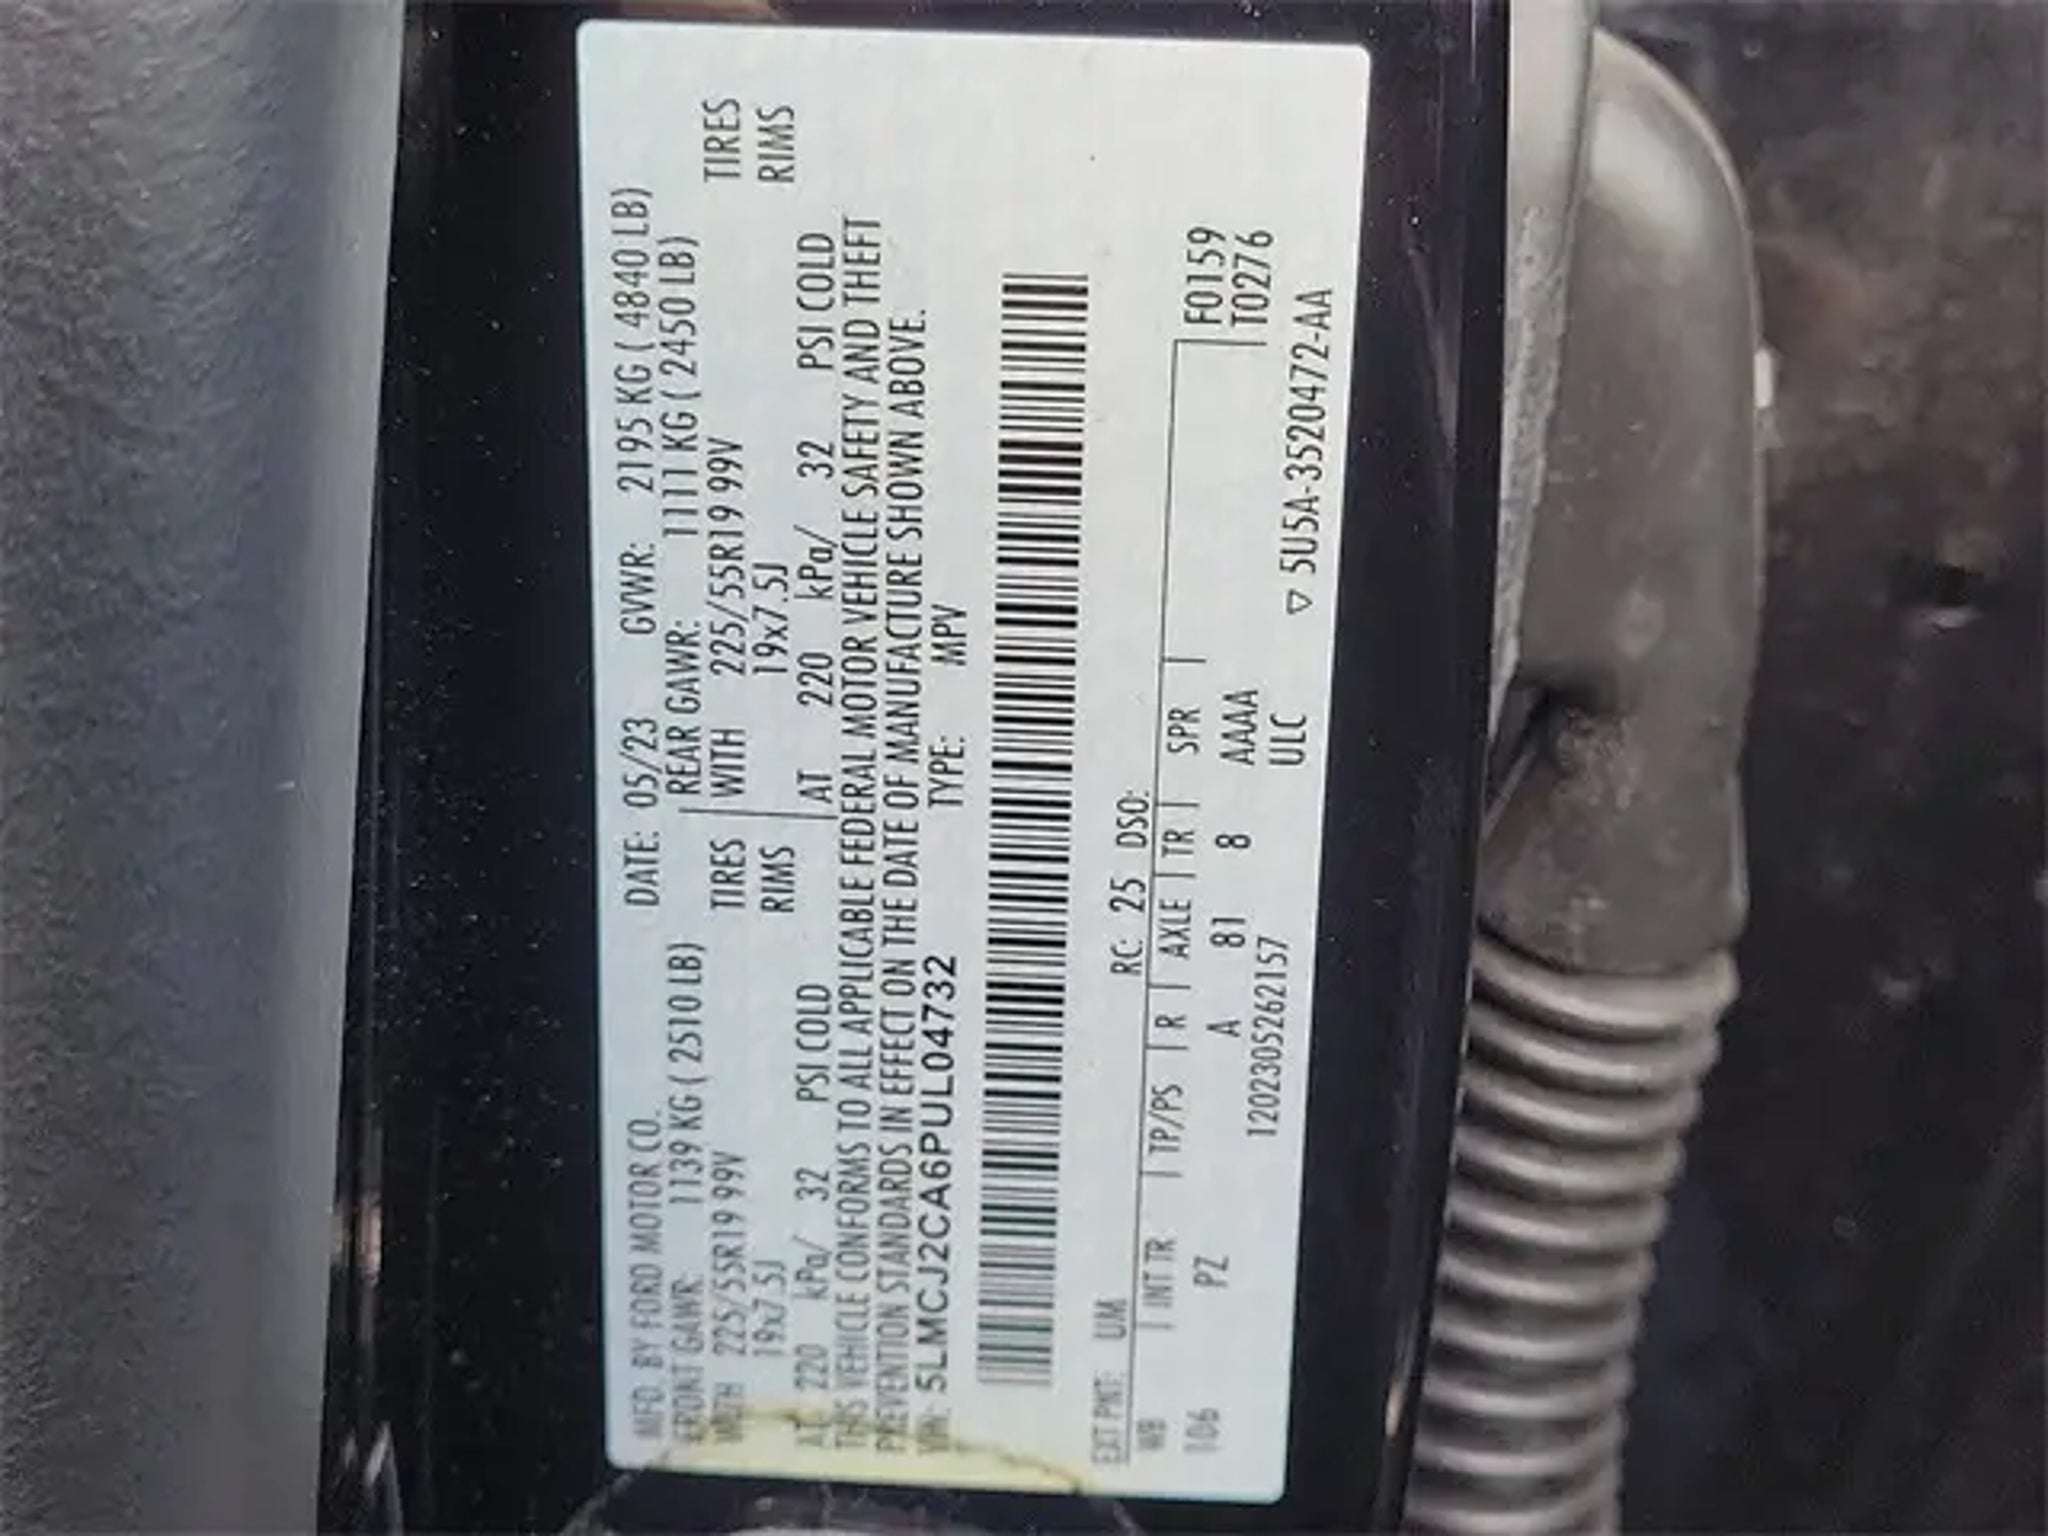 MFD. BY FORD MOTOR CO. DATE: 05/23 GVWR: 2195 KG ( 4840 LB)
FRONT GAWR: 1139 KG ( 2510 LB) REAR GAWR: 1111 KG ( 2450 LB)
WITH 225/55R19 99V TIRES WITH 225/55R19 99V TIRES
19x7.5J RIMS 19x7.5J RIMS
AT 220 kPa/ 32 PSI COLD AT 220 kPa/ 32 PSI COLD
THIS VEHICLE CONFORMS TO ALL APPLICABLE FEDERAL MOTOR VEHICLE SAFETY AND THEFT
PREVENTION STANDARDS IN EFFECT ON THE DATE OF MANUFACTURE SHOWN ABOVE.
VIN: 5LMCJ2CA6PUL04732 TYPE: MPV
EXT PNT: UM RC: 25 DSO:
WB INT TR TP/PS R AXLE TR SPR F0159
106 PZ A 81 8 AAAA T0276
120230526262157 ULC ▽ 5U5A-3520472-AA